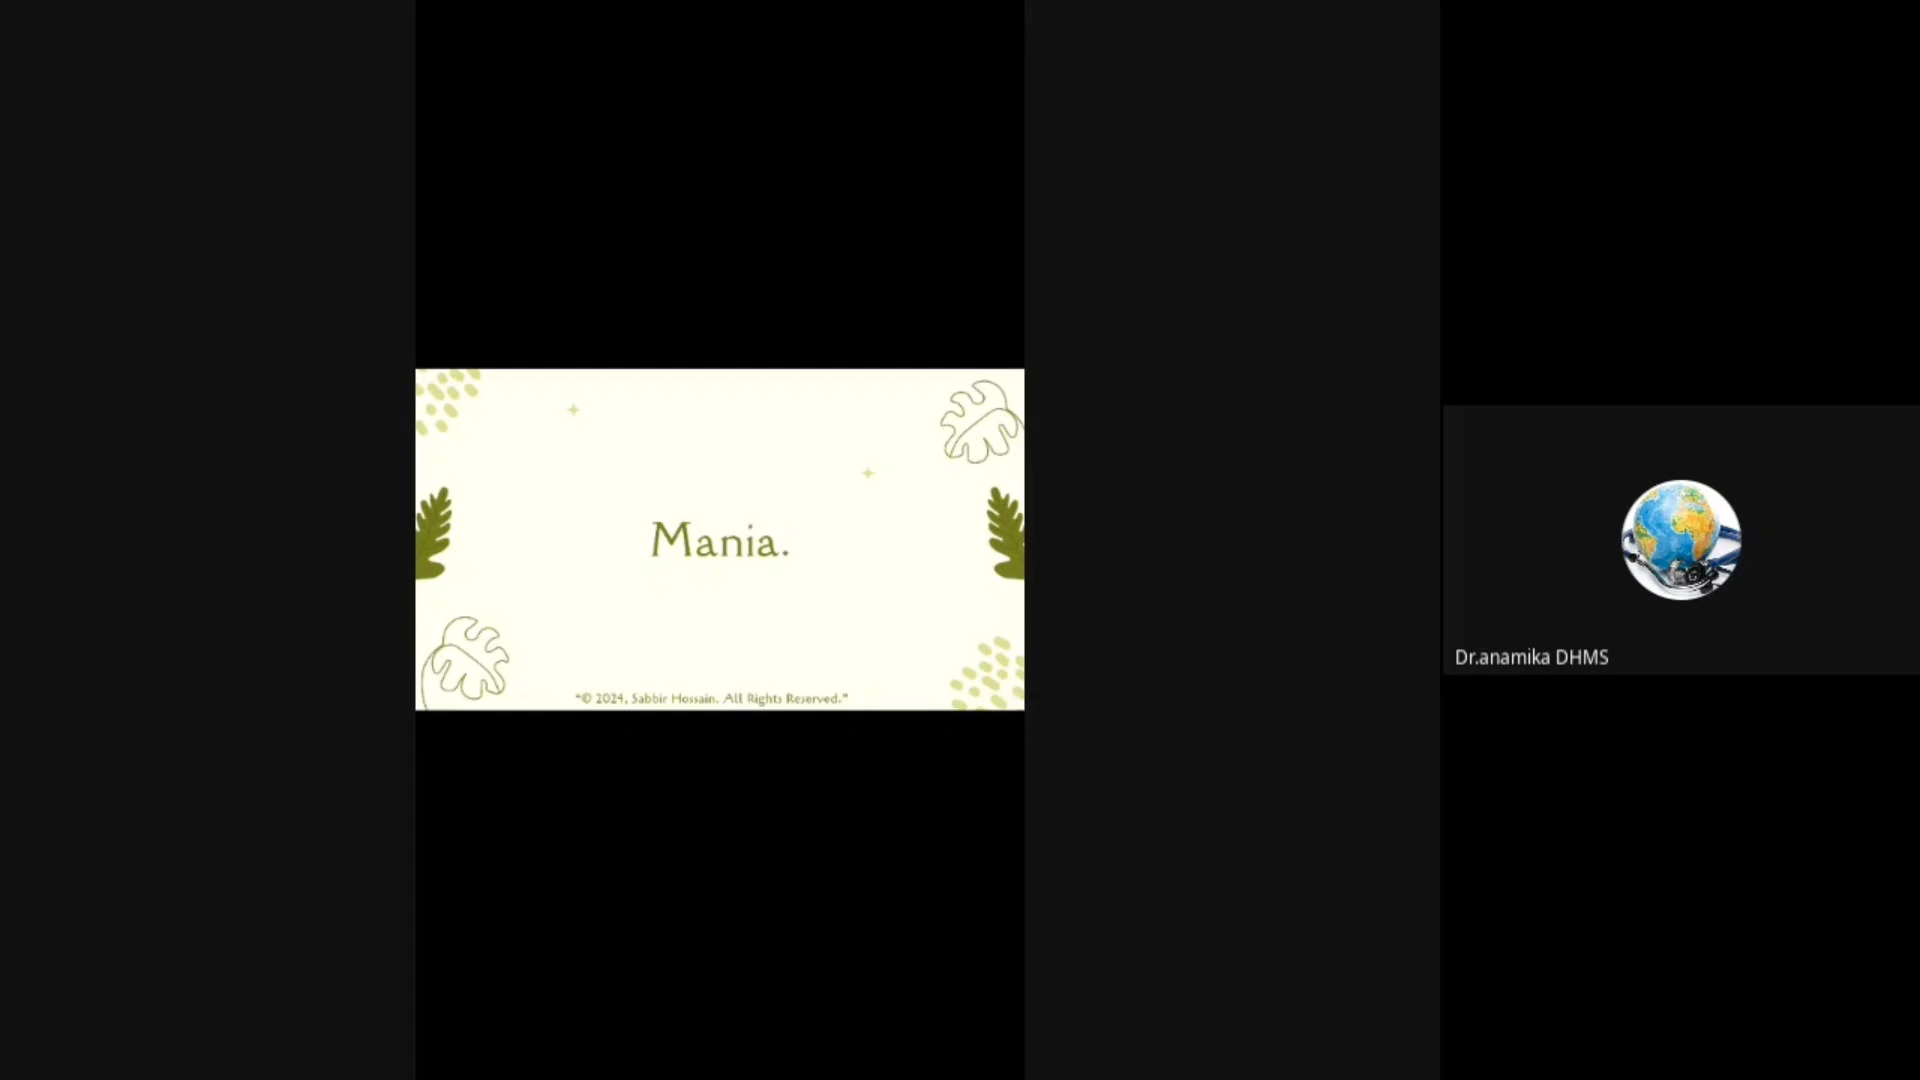 Mania.
"© 2024, Sabbir Hossain. All Rights Reserved."
Dr.anamika DHMS